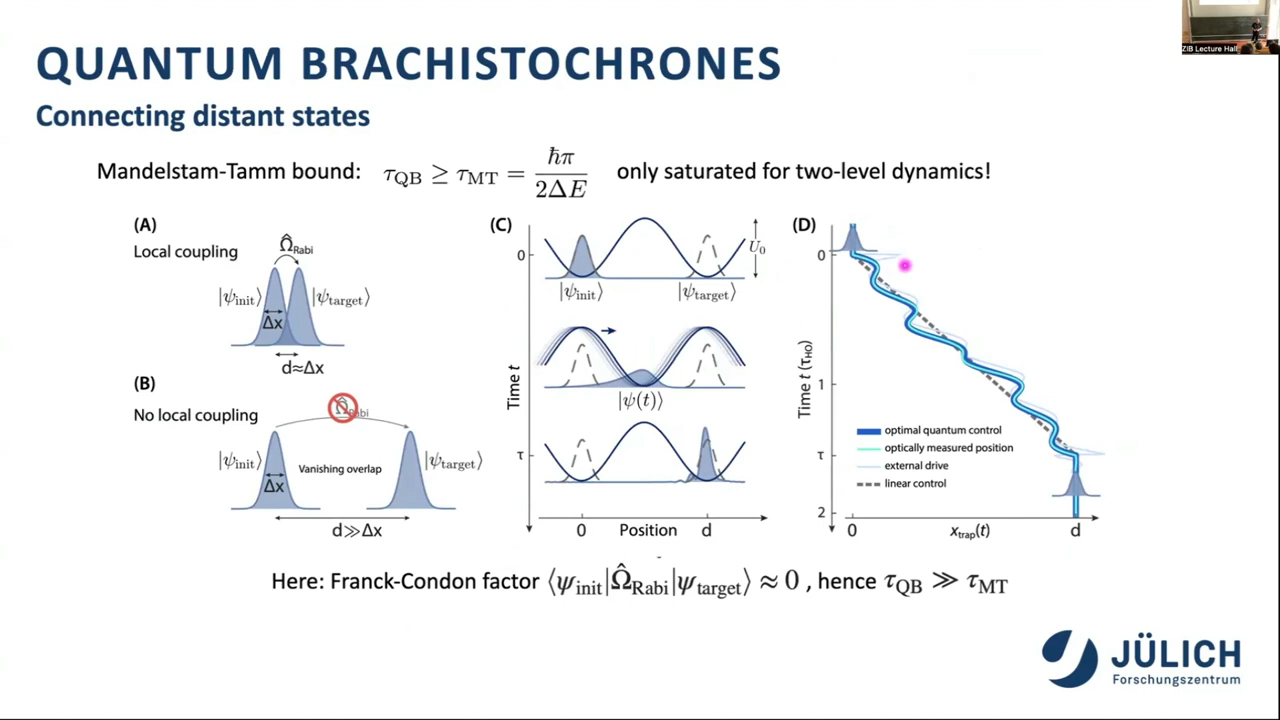 QUANTUM BRACHISTOCHRONES
Connecting distant states
ZIB Lecture Hall
Mandelstam-Tamm bound: τ_QB ≥ τ_MT = ħπ / 2ΔE only saturated for two-level dynamics!
(A)
Local coupling
Ω̂_Rabi
|ψ_init⟩
|ψ_target⟩
Δx
d≈Δx
(B)
No local coupling
Ω̂_Rabi
|ψ_init⟩
Vanishing overlap
|ψ_target⟩
Δx
d≫Δx
(C)
0
U₀
|ψ_init⟩
|ψ_target⟩
Time t
|ψ(t)⟩
τ
0
Position
d
(D)
0
Time t (τ_HO)
1
τ
2
optimal quantum control
optically measured position
external drive
linear control
0
x_trap(t)
d
Here: Franck-Condon factor ⟨ψ_init|Ω̂_Rabi|ψ_target⟩ ≈ 0 , hence τ_QB ≫ τ_MT
JÜLICH
Forschungszentrum